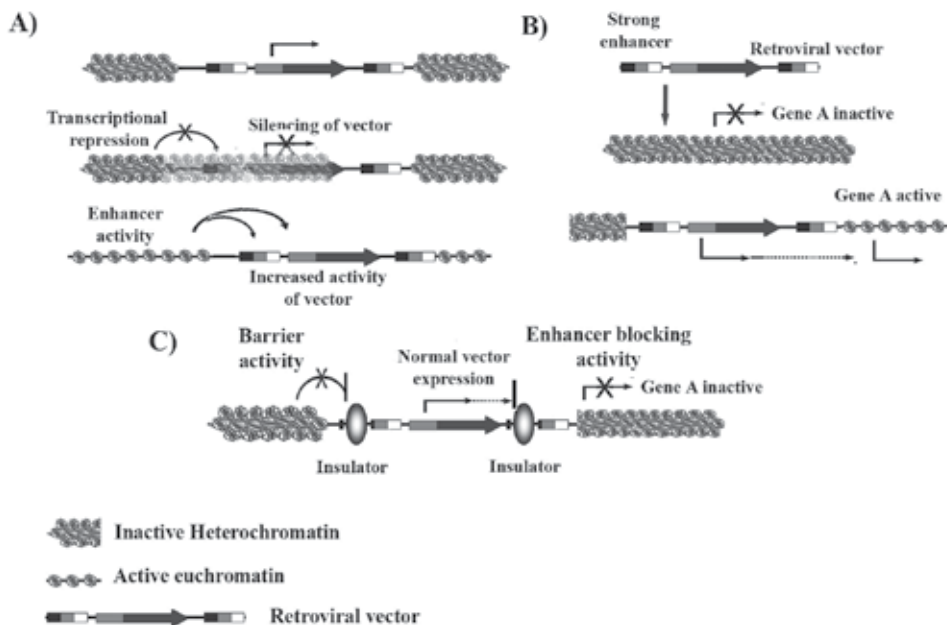 A)
Transcriptional
repression
Silencing of vector
Enhancer
activity
Increased activity
of vector
B)
Strong
enhancer
Retroviral vector
Gene A inactive
Gene A active
C)
Barrier
activity
Normal vector
expression
Enhancer blocking
activity
Gene A inactive
Insulator
Insulator
Inactive Heterochromatin
Active euchromatin
Retroviral vector